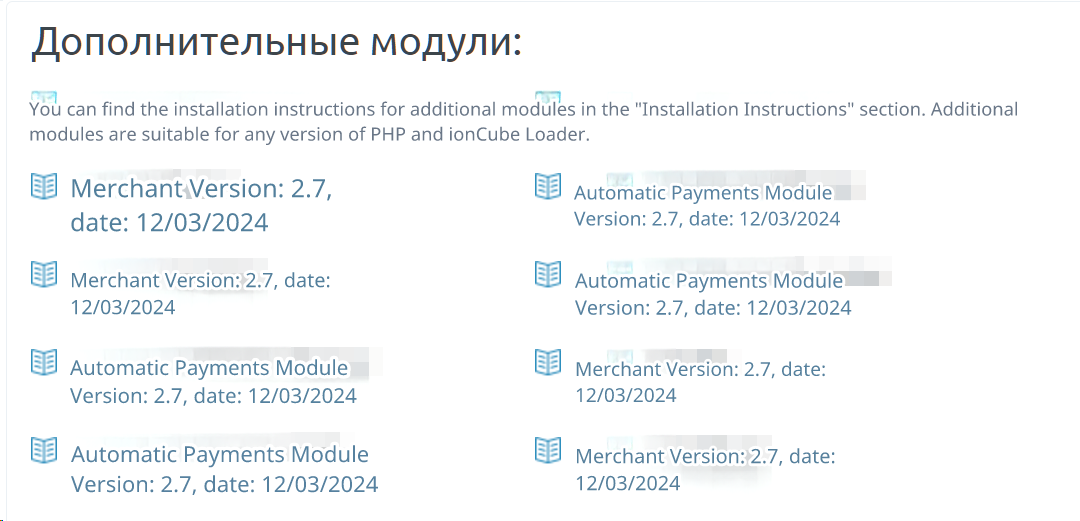 Дополнительные модули:
You can find the installation instructions for additional modules in the "Installation Instructions" section. Additional
modules are suitable for any version of PHP and ionCube Loader.
Merchant Version: 2.7,
date: 12/03/2024
Automatic Payments Module
Version: 2.7, date: 12/03/2024
Merchant Version: 2.7, date:
12/03/2024
Automatic Payments Module
Version: 2.7, date: 12/03/2024
Automatic Payments Module
Version: 2.7, date: 12/03/2024
Merchant Version: 2.7, date:
12/03/2024
Automatic Payments Module
Version: 2.7, date: 12/03/2024
Merchant Version: 2.7, date:
12/03/2024